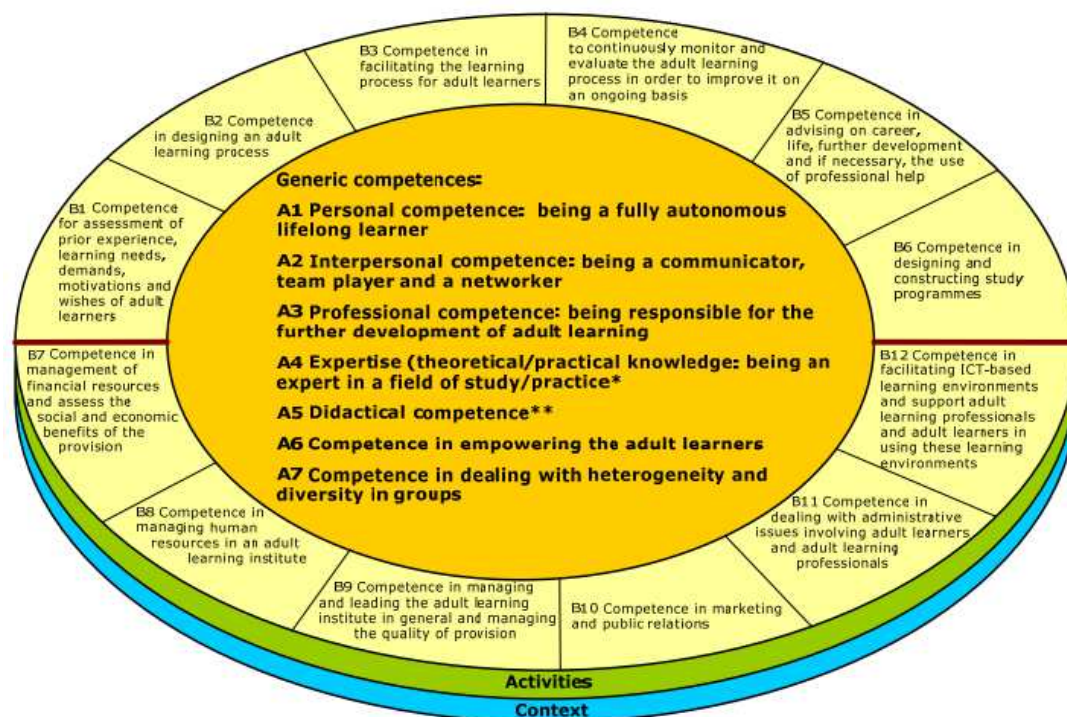 B4 Competence
to continuously monitor and
evaluate the adult learning
process in order to improve it on
an ongoing basis
B3 Competence in
facilitating the learning
process for adult learners
B5 Competence in
advising on career,
life, further development
and if necessary, the use
of professional help
B2 Competence
in designing an adult
learning process
B1 Competence
for assessment of
prior experience,
learning needs,
demands,
motivations and
wishes of adult
learners
B6 Competence in
designing and
constructing study
programmes
Generic competences:
A1 Personal competence: being a fully autonomous
lifelong learner
A2 Interpersonal competence: being a communicator,
team player and a networker
A3 Professional competence: being responsible for the
further development of adult learning
A4 Expertise (theoretical/practical knowledge: being an
expert in a field of study/practice*
A5 Didactical competence**
A6 Competence in empowering the adult learners
A7 Competence in dealing with heterogeneity and
diversity in groups
B7 Competence in
management of
financial resources
and assess the
social and economic
benefits of the
provision
B12 Competence in
facilitating ICT-based
learning environments
and support adult
learning professionals
and adult learners in
using these learning
environments
B8 Competence in
managing human
resources in an adult
learning institute
B11 Competence in
dealing with administrative
issues involving adult learners
and adult learning
professionals
B9 Competence in managing
and leading the adult learning
institute in general and managing
the quality of provision
B10 Competence in marketing
and public relations
Activities
Context